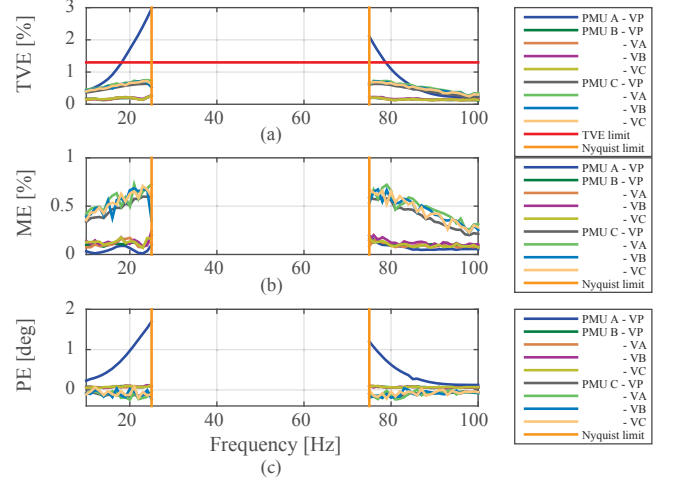 TVE [%]
3
2
1
0
20 40 60 80 100
(a)
PMU A - VP
PMU B - VP
- VA
- VB
- VC
PMU C - VP
- VA
- VB
- VC
TVE limit
Nyquist limit
ME [%]
1
0.5
0
20 40 60 80 100
(b)
PMU A - VP
PMU B - VP
- VA
- VB
- VC
PMU C - VP
- VA
- VB
- VC
Nyquist limit
PE [deg]
2
1
0
20 40 60 80 100
Frequency [Hz]
(c)
PMU A - VP
PMU B - VP
- VA
- VB
- VC
PMU C - VP
- VA
- VB
- VC
Nyquist limit